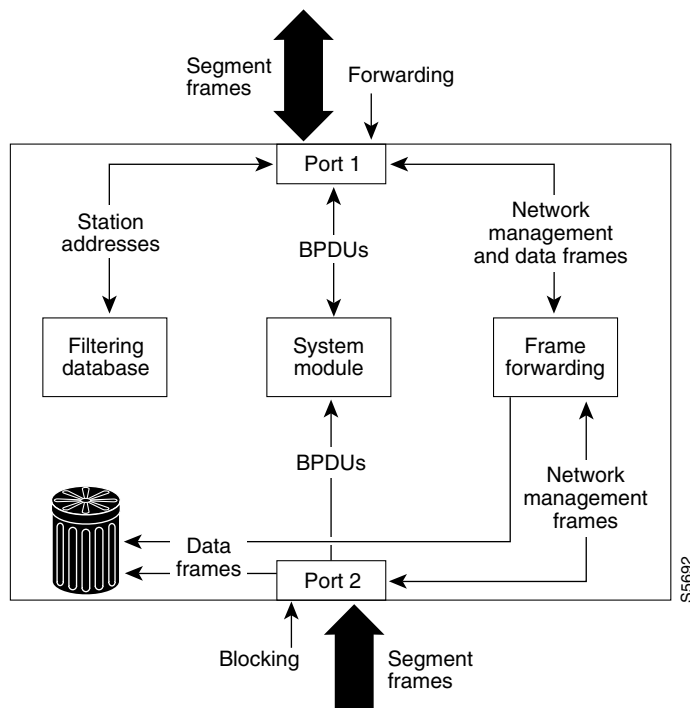 Segment
frames
Forwarding
Port 1
Station
addresses
BPDUs
Network
management
and data frames
Filtering
database
System
module
Frame
forwarding
BPDUs
Network
management
frames
Data
frames
Port 2
Blocking
Segment
frames
S5692